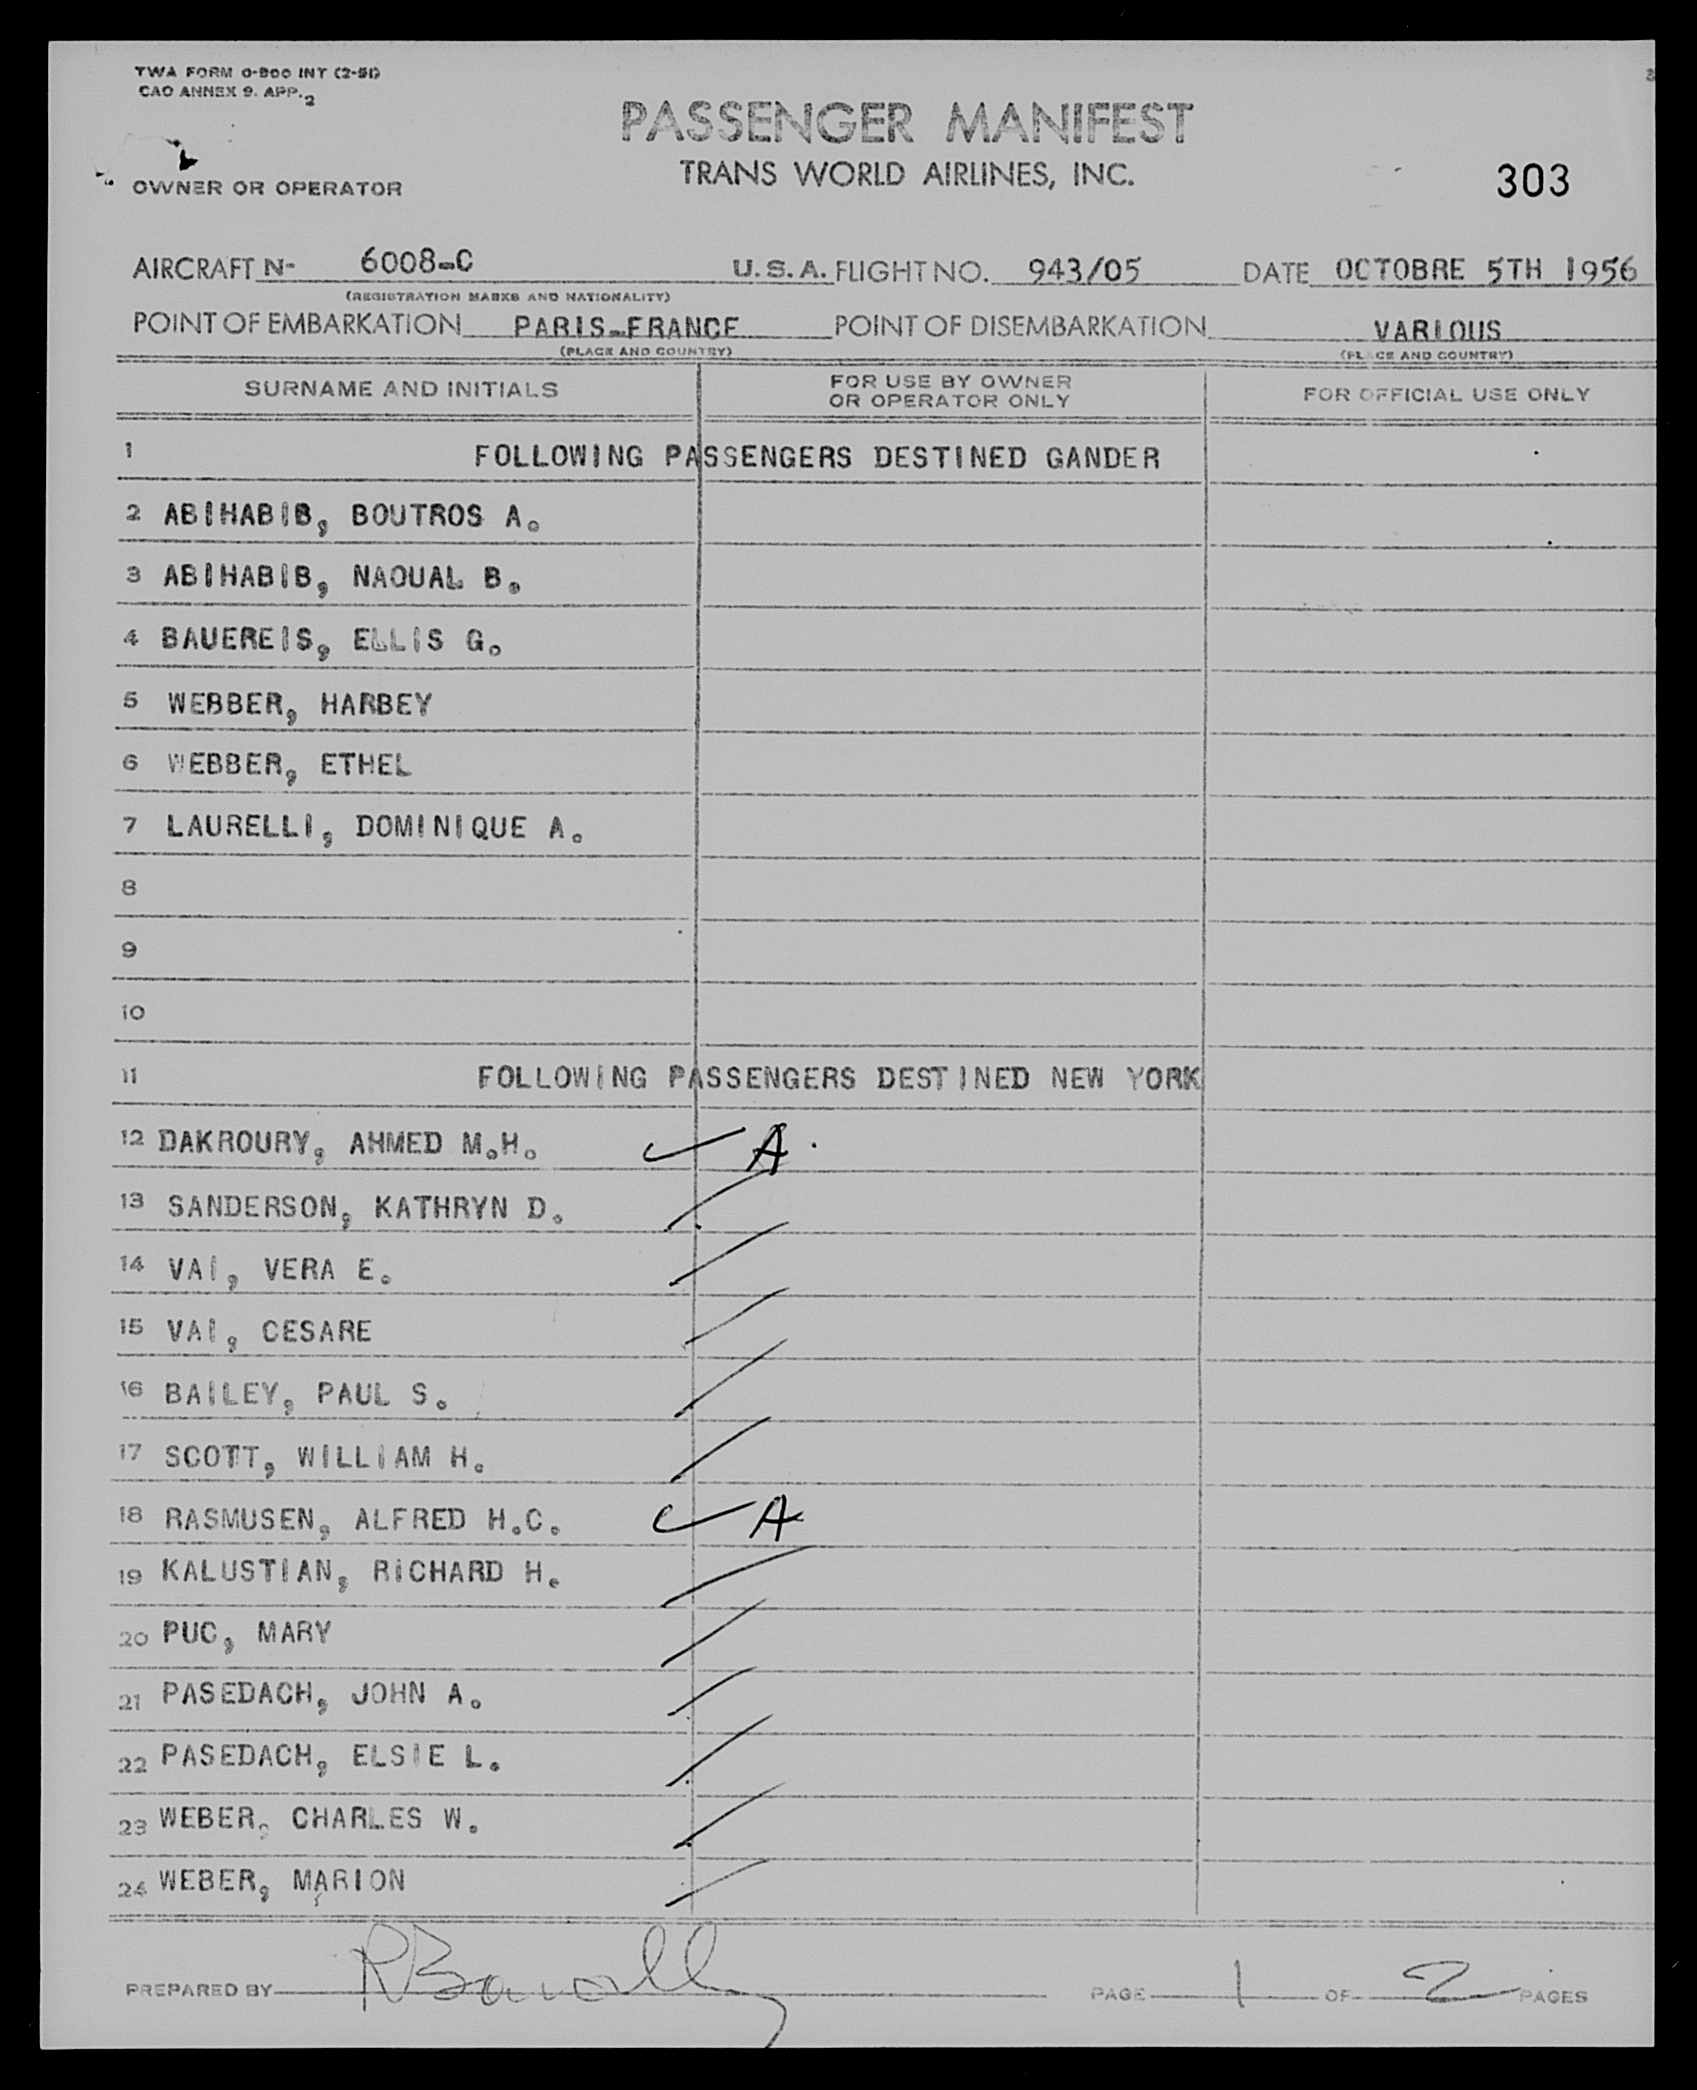 TWA FORM O-800 INT (2-51)
CAO ANNEX 9. APP. 2
PASSENGER MANIFEST
TRANS WORLD AIRLINES, INC.
303
OWNER OR OPERATOR
AIRCRAFT N- 6008-C U.S.A. FLIGHT NO. 943/05 DATE OCTOBRE 5TH 1956
(REGISTRATION MARKS AND NATIONALITY)
POINT OF EMBARKATION PARIS-FRANCE POINT OF DISEMBARKATION VARIOUS
(PLACE AND COUNTRY) (PLACE AND COUNTRY)
SURNAME AND INITIALS FOR USE BY OWNER OR OPERATOR ONLY FOR OFFICIAL USE ONLY
1 FOLLOWING PASSENGERS DESTINED GANDER
2 ABIHABIB, BOUTROS A.
3 ABIHABIB, NAOUAL B.
4 BAUEREIS, ELLIS G.
5 WEBBER, HARBEY
6 WEBBER, ETHEL
7 LAURELLI, DOMINIQUE A.
8
9
10
11 FOLLOWING PASSENGERS DESTINED NEW YORK
12 DAKROURY, AHMED M.H. ✓ A
13 SANDERSON, KATHRYN D.
14 VAI, VERA E.
15 VAI, CESARE
16 BAILEY, PAUL S.
17 SCOTT, WILLIAM H.
18 RASMUSEN, ALFRED H.C. ✓ A
19 KALUSTIAN, RICHARD H.
20 PUC, MARY
21 PASEDACH, JOHN A.
22 PASEDACH, ELSIE L.
23 WEBER, CHARLES W.
24 WEBER, MARION
PREPARED BY PAGE 1 OF 2 PAGES